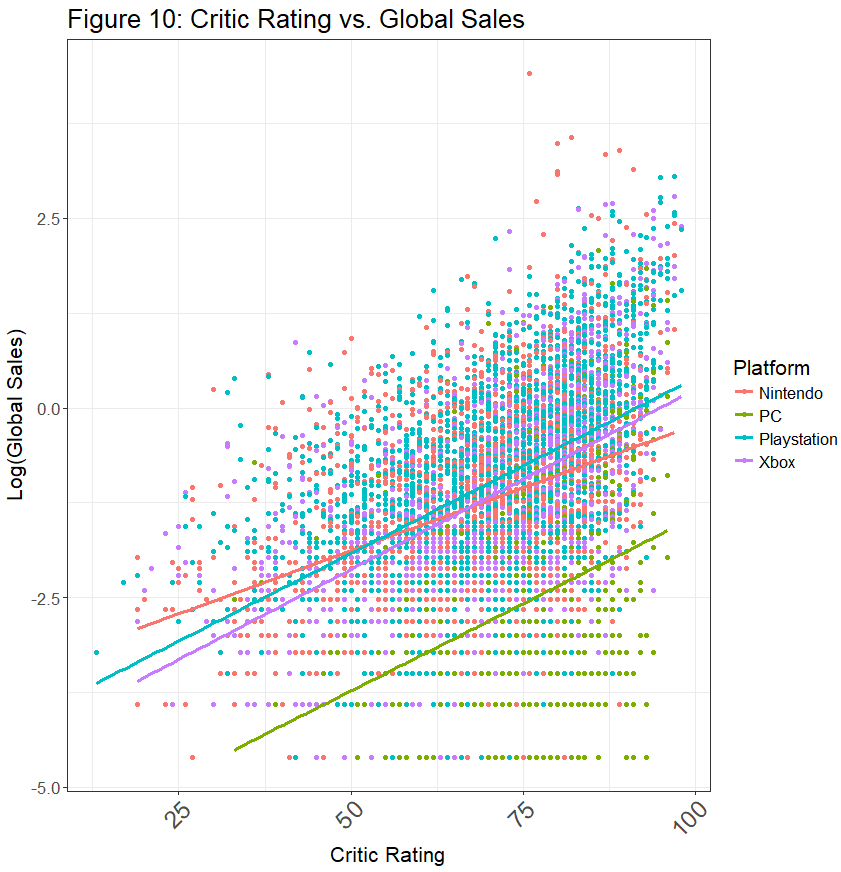 Figure 10: Critic Rating vs. Global Sales
Log(Global Sales)
2.5
0.0
-2.5
-5.0
25
50
75
100
Critic Rating
Platform
Nintendo
PC
Playstation
Xbox